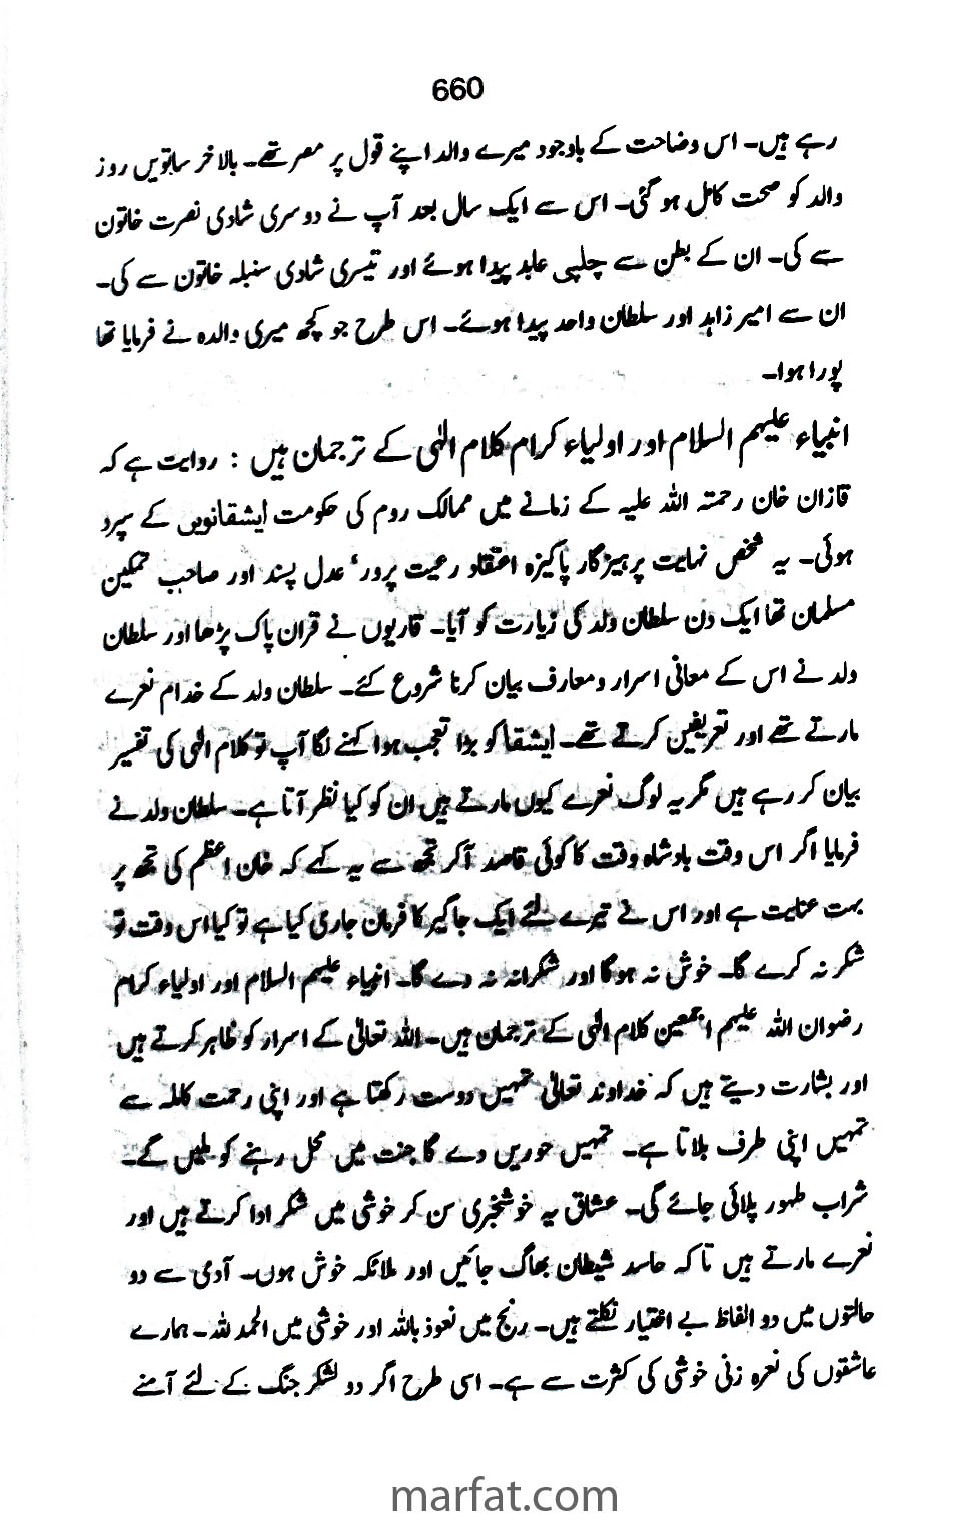 660
رہے ہیں۔ اس وضاحت کے باوجود میرے والد اپنے قول پر مصر تھے۔ بالاخر ساتویں روز
والد کو صحت کامل ہو گئی۔ اس سے ایک سال بعد آپ نے دوسری شادی نصرت خاتون
سے کی۔ ان کے بطن سے چلپی عابد پیدا ہوئے اور تیسری شادی سنبلہ خاتون سے کی۔
ان سے امیر زاہد اور سلطان واحد پیدا ہوئے۔ اس طرح جو کچھ میری والدہ نے فرمایا تھا
پورا ہوا۔
انبیاء علیہم السلام اور اولیاء کرام کلام الٰہی کے ترجمان ہیں : روایت ہے کہ
قازان خان رحمتہ اللہ علیہ کے زمانے میں ممالک روم کی حکومت ایشقانویں کے سپرد
ہوئی۔ یہ شخص نہایت پرہیزگار پاکیزہ اعتقاد رعیت پرور، عدل پسند اور صاحب تمکین
مسلمان تھا ایک دن سلطان ولد کی زیارت کو آیا۔ قاریوں نے قران پاک پڑھا اور سلطان
ولد نے اس کے معانی اسرار و معارف بیان کرنا شروع کئے۔ سلطان ولد کے خدام نعرے
مارتے تھے اور تعریفیں کرتے تھے۔ ایشقا کو بڑا تعجب ہوا کہنے لگا آپ تو کلام الٰہی کی تفسیر
بیان کر رہے ہیں مگر یہ لوگ نعرے کیوں مارتے ہیں ان کو کیا نظر آتا ہے۔ سلطان ولد نے
فرمایا اگر اس وقت بادشاہ وقت کا کوئی قاصد آکر تجھ سے یہ کہے کہ خان اعظم کی تجھ پر
بہت عنایت ہے اور اس نے تیرے لئے ایک جاگیر کا فرمان جاری کیا ہے تو کیا اس وقت تو
شکر نہ کرے گا۔ خوش نہ ہوگا اور شکرانہ نہ دے گا۔ انبیاء علیہم السلام اور اولیاء کرام
رضوان اللہ علیہم اجمعین کلام الٰہی کے ترجمان ہیں۔ اللہ تعالیٰ کے اسرار کو ظاہر کرتے ہیں
اور بشارت دیتے ہیں کہ خداوند تعالیٰ تمہیں دوست رکھتا ہے اور اپنی رحمت کاملہ سے
تمہیں اپنی طرف بلاتا ہے۔ تمہیں حوریں دے گا جنت میں محل رہنے کو ملیں گے۔
شراب طہور پلائی جائے گی۔ عشاق یہ خوشخبری سن کر خوشی میں شکر ادا کرتے ہیں اور
نعرے مارتے ہیں تاکہ حاسد شیطان بھاگ جائیں اور ملائکہ خوش ہوں۔ آدی سے دو
حالتوں میں دو الفاظ بے اختیار نکلتے ہیں۔ رنج میں نعوذ باللہ اور خوشی میں الحمد للہ۔ ہمارے
عاشقوں کی نعرہ زنی خوشی کی کثرت سے ہے۔ اسی طرح اگر دو لشکر جنگ کے لئے آمنے
marfat.com